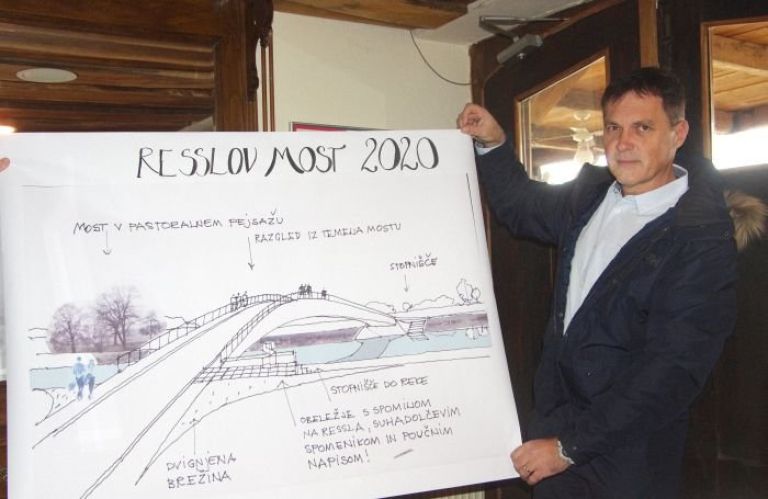 RESSLOV MOST 2020
MOST V PASTORALNEM PEJSAŽU
RAZGLED IZ TEMENA MOSTU
STOPNIŠČE
STOPNIŠČE DO REKE
OBELEŽJE S SPOMINOM
NA RESSLA, SUHADOLČEVIM
SPOMENIKOM IN POUČNIM
NAPISOM!
DVIGNJENA
BREŽINA